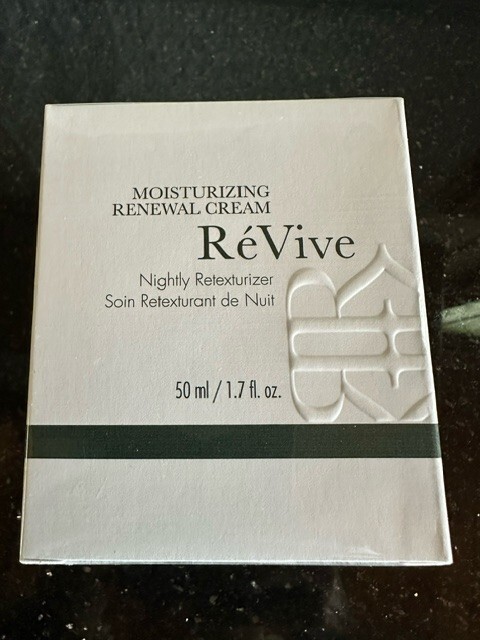 MOISTURIZING
RENEWAL CREAM
RéVive
Nightly Retexturizer
Soin Retexturant de Nuit
50 ml / 1.7 fl. oz.